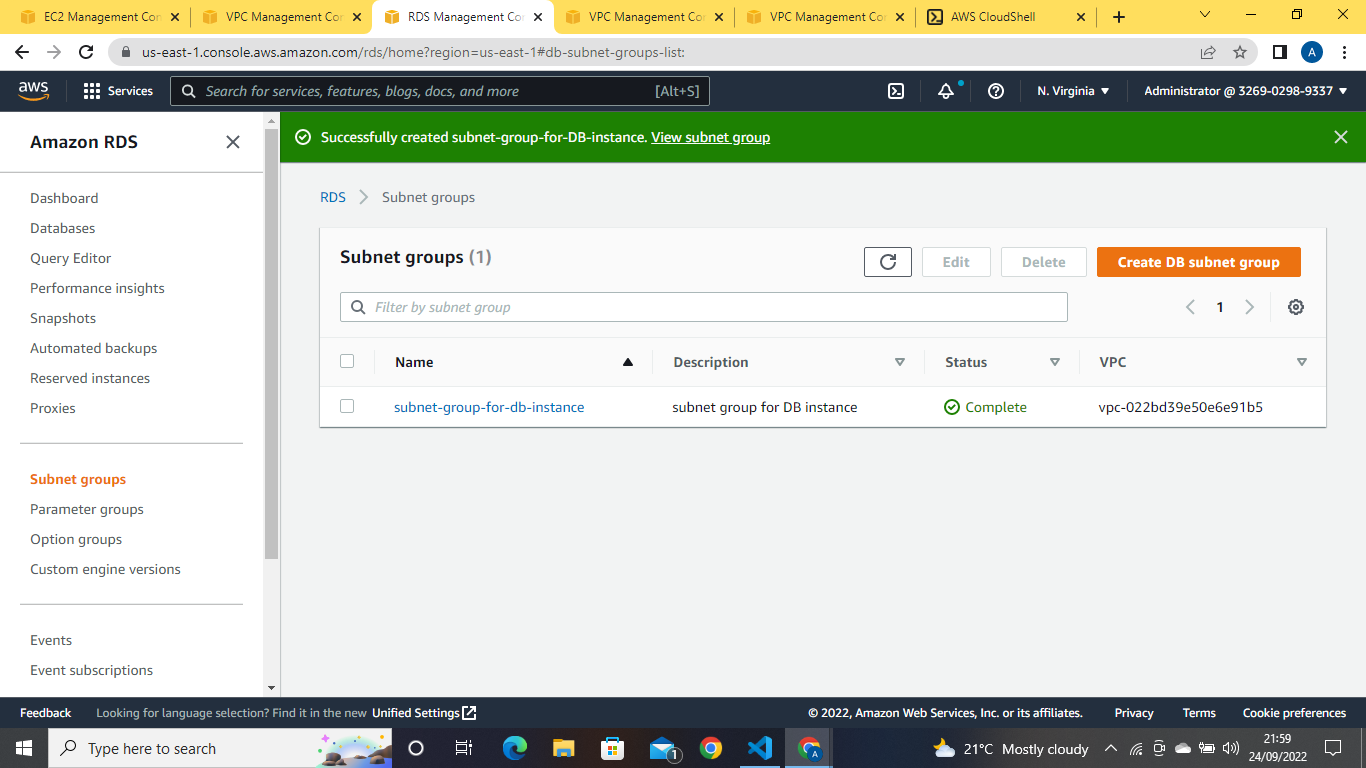 EC2 Management Con
VPC Management Con
RDS Management Con
VPC Management Con
VPC Management Con
AWS CloudShell
us-east-1.console.aws.amazon.com/rds/home?region=us-east-1#db-subnet-groups-list:
A
aws
Services
Search for services, features, blogs, docs, and more
[Alt+S]
N. Virginia
Administrator @ 3269-0298-9337
Amazon RDS
Dashboard
Databases
Query Editor
Performance insights
Snapshots
Automated backups
Reserved instances
Proxies
Subnet groups
Parameter groups
Option groups
Custom engine versions
Events
Event subscriptions
Successfully created subnet-group-for-DB-instance. View subnet group
RDS
Subnet groups
Subnet groups (1)
Edit
Delete
Create DB subnet group
Filter by subnet group
1
Name
Description
Status
VPC
subnet-group-for-db-instance
subnet group for DB instance
Complete
vpc-022bd39e50e6e91b5
Feedback
Looking for language selection? Find it in the new Unified Settings
© 2022, Amazon Web Services, Inc. or its affiliates.
Privacy
Terms
Cookie preferences
Type here to search
1
A
21°C Mostly cloudy
21:59
24/09/2022